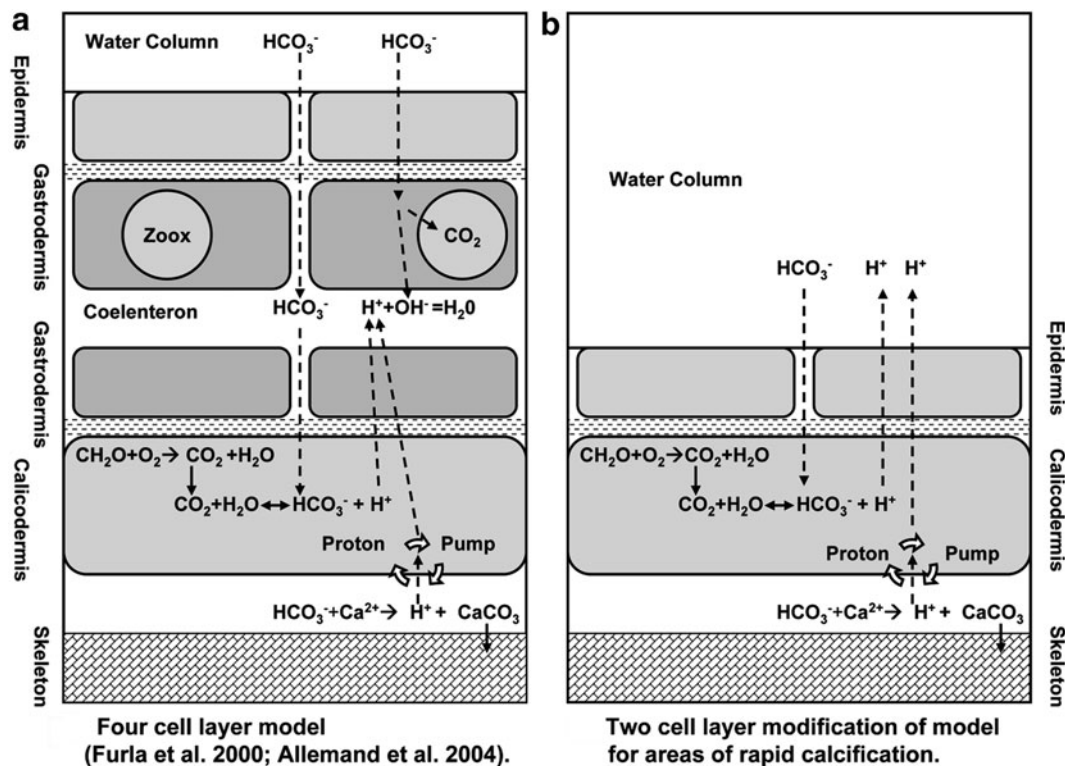 a
Water Column
HCO₃⁻
HCO₃⁻
Epidermis
Gastrodermis
Zoox
CO₂
Coelenteron
HCO₃⁻
H⁺+OH⁻=H₂0
Gastrodermis
Calicodermis
CH₂O+O₂→ CO₂ +H₂O
CO₂+H₂O↔HCO₃⁻ + H⁺
Proton Pump
HCO₃⁻+Ca²⁺→ H⁺ + CaCO₃
Skeleton
Four cell layer model
(Furla et al. 2000; Allemand et al. 2004).
b
Water Column
HCO₃⁻ H⁺ H⁺
Epidermis
Calicodermis
CH₂O+O₂→CO₂+H₂O
CO₂+H₂O↔HCO₃⁻ + H⁺
Proton Pump
HCO₃⁻+Ca²⁺→ H⁺ + CaCO₃
Skeleton
Two cell layer modification of model
for areas of rapid calcification.